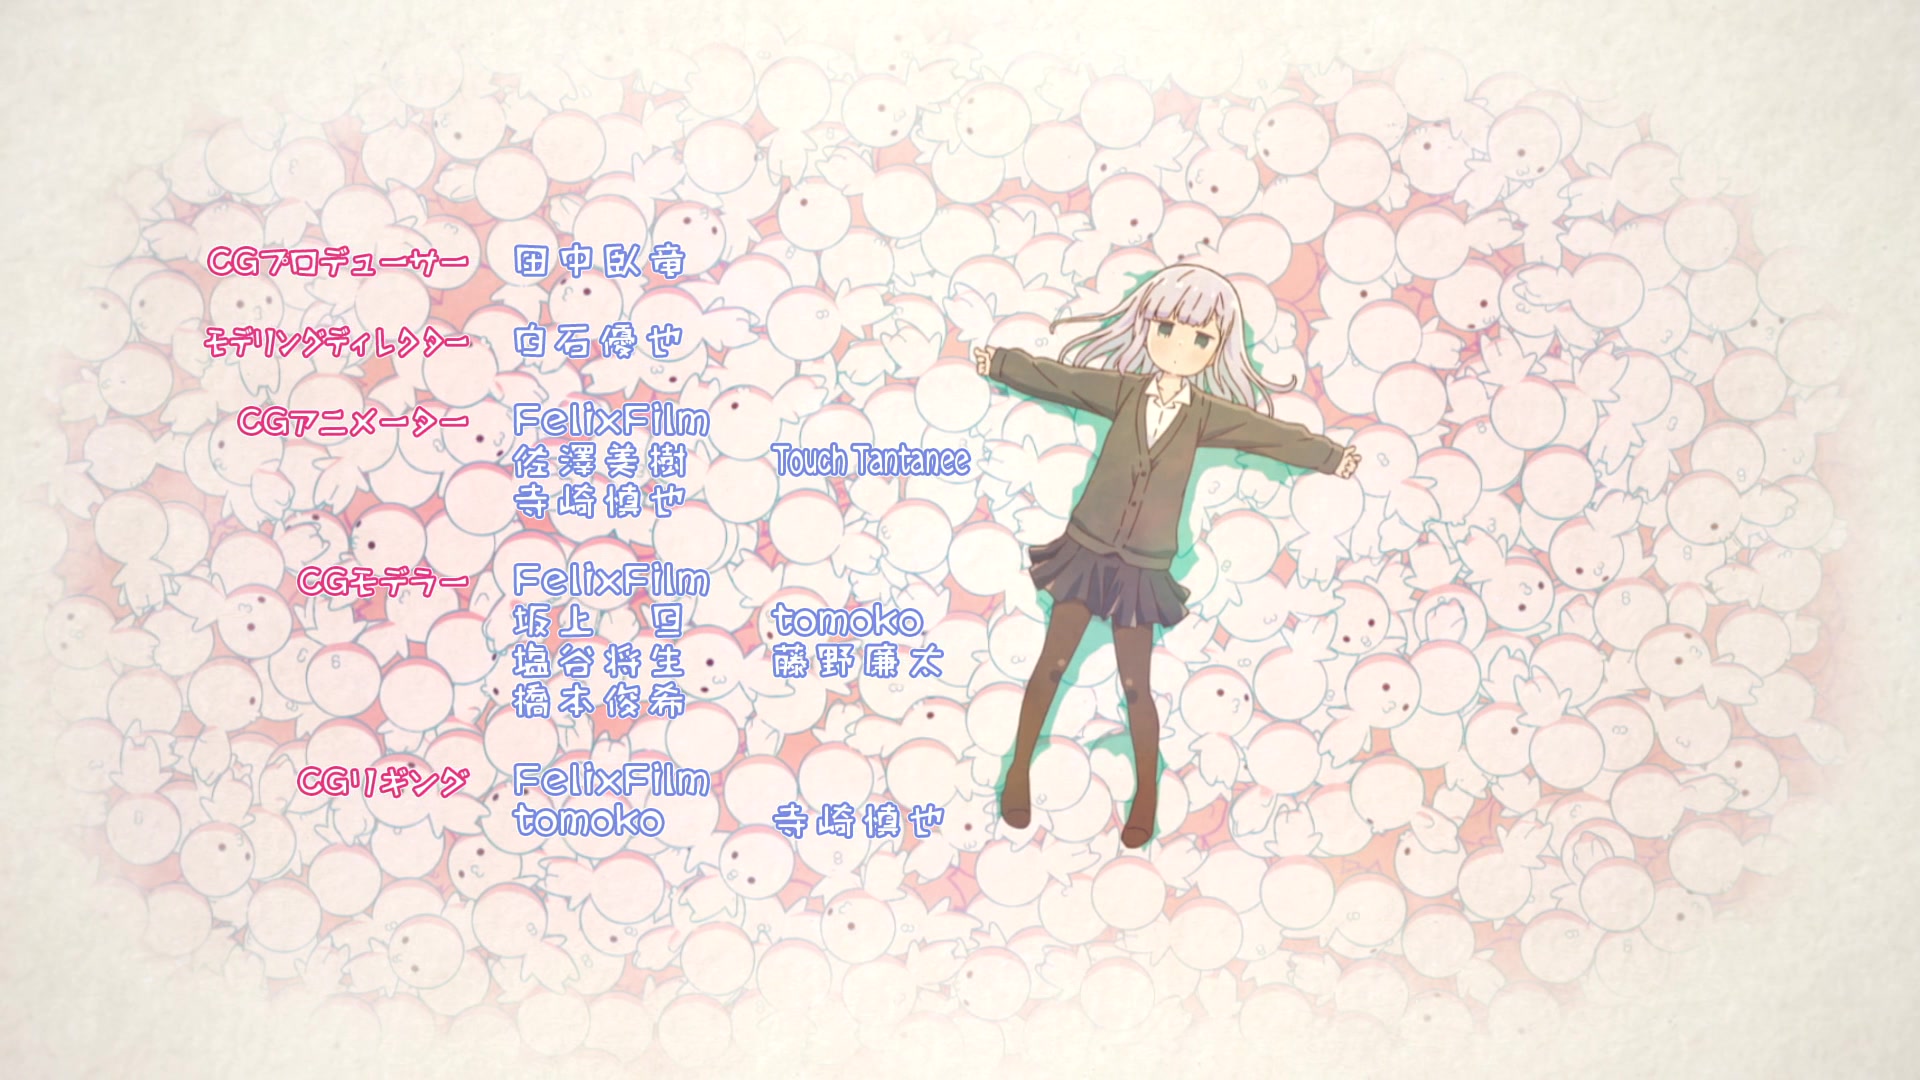 CGプロデューサー 田中臥竜
モデリングディレクター 白石優也
CGアニメーター FelixFilm
佐澤美樹 Touch Tantanee
寺崎慎也
CGモデラー FelixFilm
坂上 回 tomoko
塩谷将生 藤野廉太
橋本俊希
CGリギング FelixFilm
tomoko 寺崎慎也